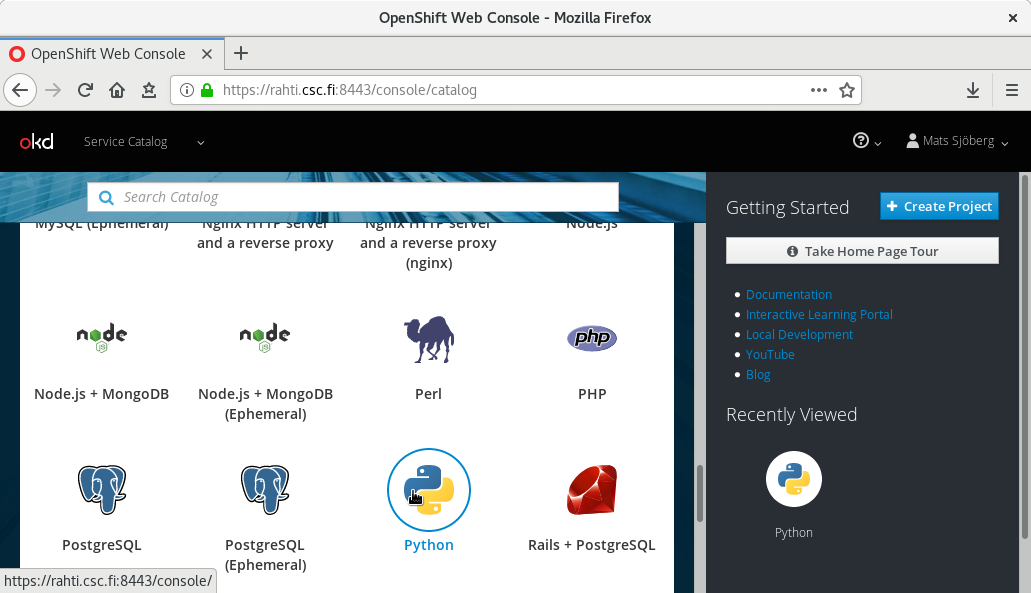 OpenShift Web Console - Mozilla Firefox
OpenShift Web Console
https://rahti.csc.fi:8443/console/catalog
okd
Service Catalog
Mats Sjöberg
Search Catalog
Getting Started
Create Project
Take Home Page Tour
Documentation
Interactive Learning Portal
Local Development
YouTube
Blog
Recently Viewed
Python
MySQL (Ephemeral)
Nginx HTTP server
and a reverse proxy
Nginx HTTP server
and a reverse proxy
(nginx)
Node.js
node
JS
node
JS
php
Node.js + MongoDB
Node.js + MongoDB
(Ephemeral)
Perl
PHP
PostgreSQL
PostgreSQL
(Ephemeral)
Python
Rails + PostgreSQL
https://rahti.csc.fi:8443/console/